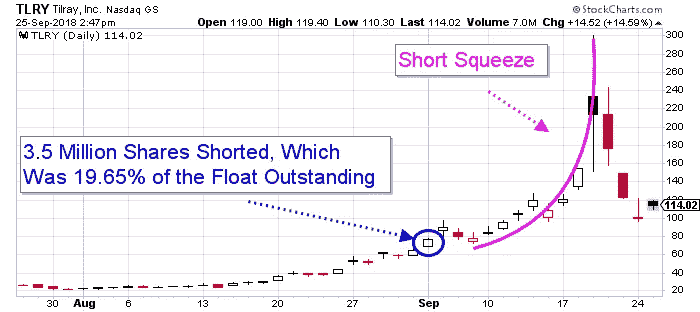 TLRY Tilray, Inc. Nasdaq GS
© StockCharts.com
25-Sep-2018 2:47pm
Open 119.00 High 119.40 Low 110.30 Last 114.02 Volume 7.0M Chg +14.52 (+14.59%)
TLRY (Daily) 114.02
Short Squeeze
3.5 Million Shares Shorted, Which
Was 19.65% of the Float Outstanding
300
280
260
240
220
200
180
160
140
120
114.02
100
80
60
40
20
30 Aug 6 13 20 27 Sep 10 17 24